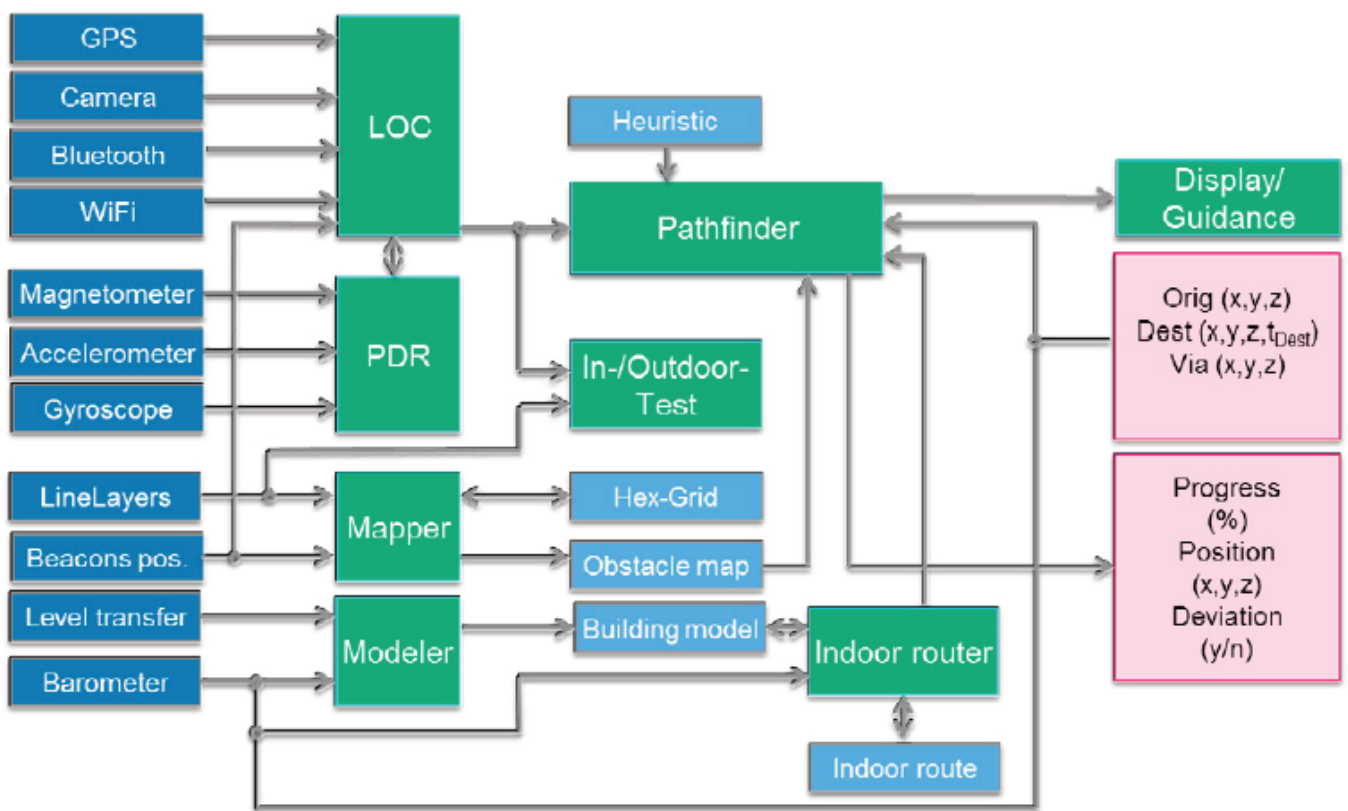 GPS
Camera
Bluetooth
WiFi
Magnetometer
Accelerometer
Gyroscope
LineLayers
Beacons pos.
Level transfer
Barometer
LOC
PDR
Mapper
Modeler
Heuristic
Pathfinder
In-/Outdoor-
Test
Hex-Grid
Obstacle map
Building model
Indoor router
Indoor route
Display/
Guidance
Orig (x,y,z)
Dest (x,y,z,tDest)
Via (x,y,z)
Progress
(%)
Position
(x,y,z)
Deviation
(y/n)